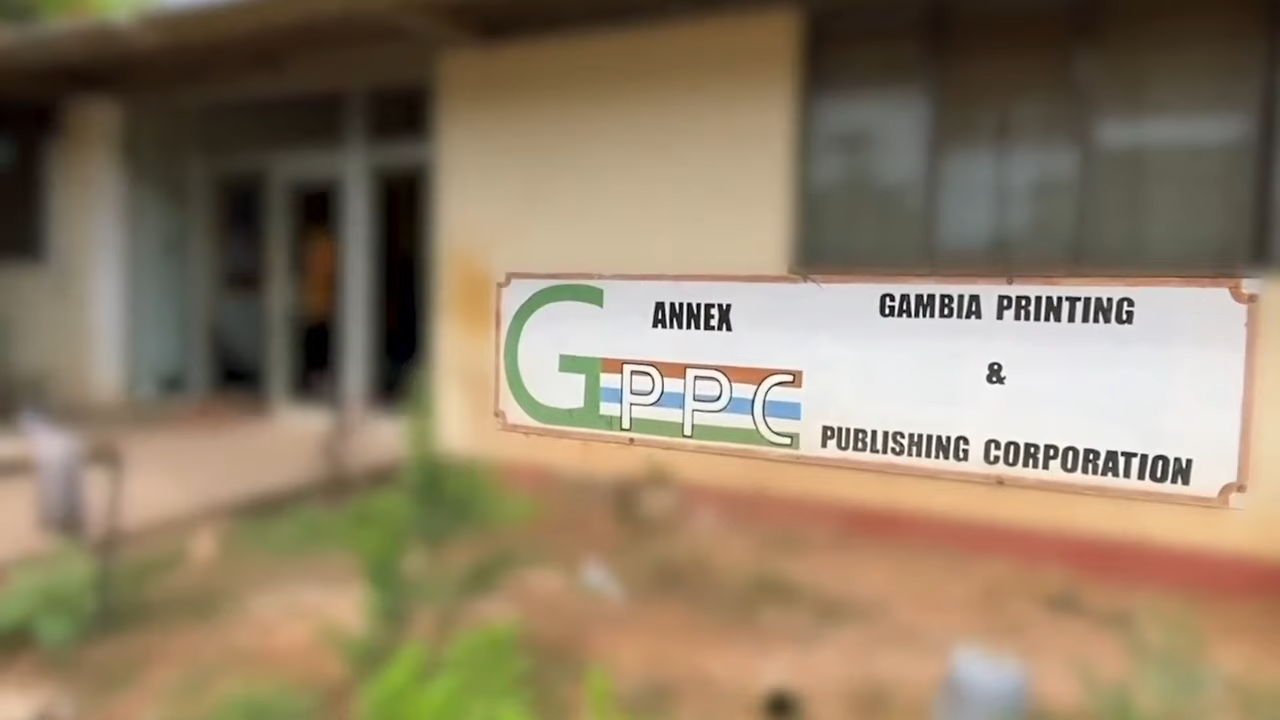 ANNEX
GPPC
GAMBIA PRINTING
&
PUBLISHING CORPORATION